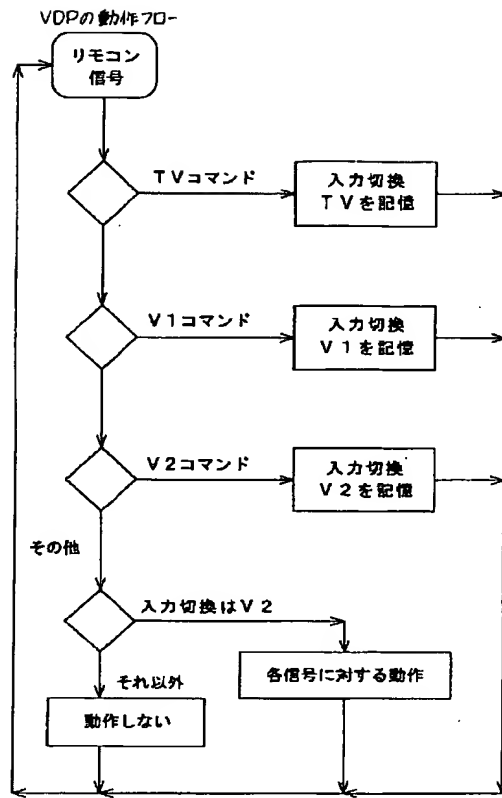 VDPの動作フロー
リモコン
信号
TVコマンド
入力切換
TVを記憶
V1コマンド
入力切換
V1を記憶
V2コマンド
入力切換
V2を記憶
その他
入力切換はV2
それ以外
各信号に対する動作
動作しない